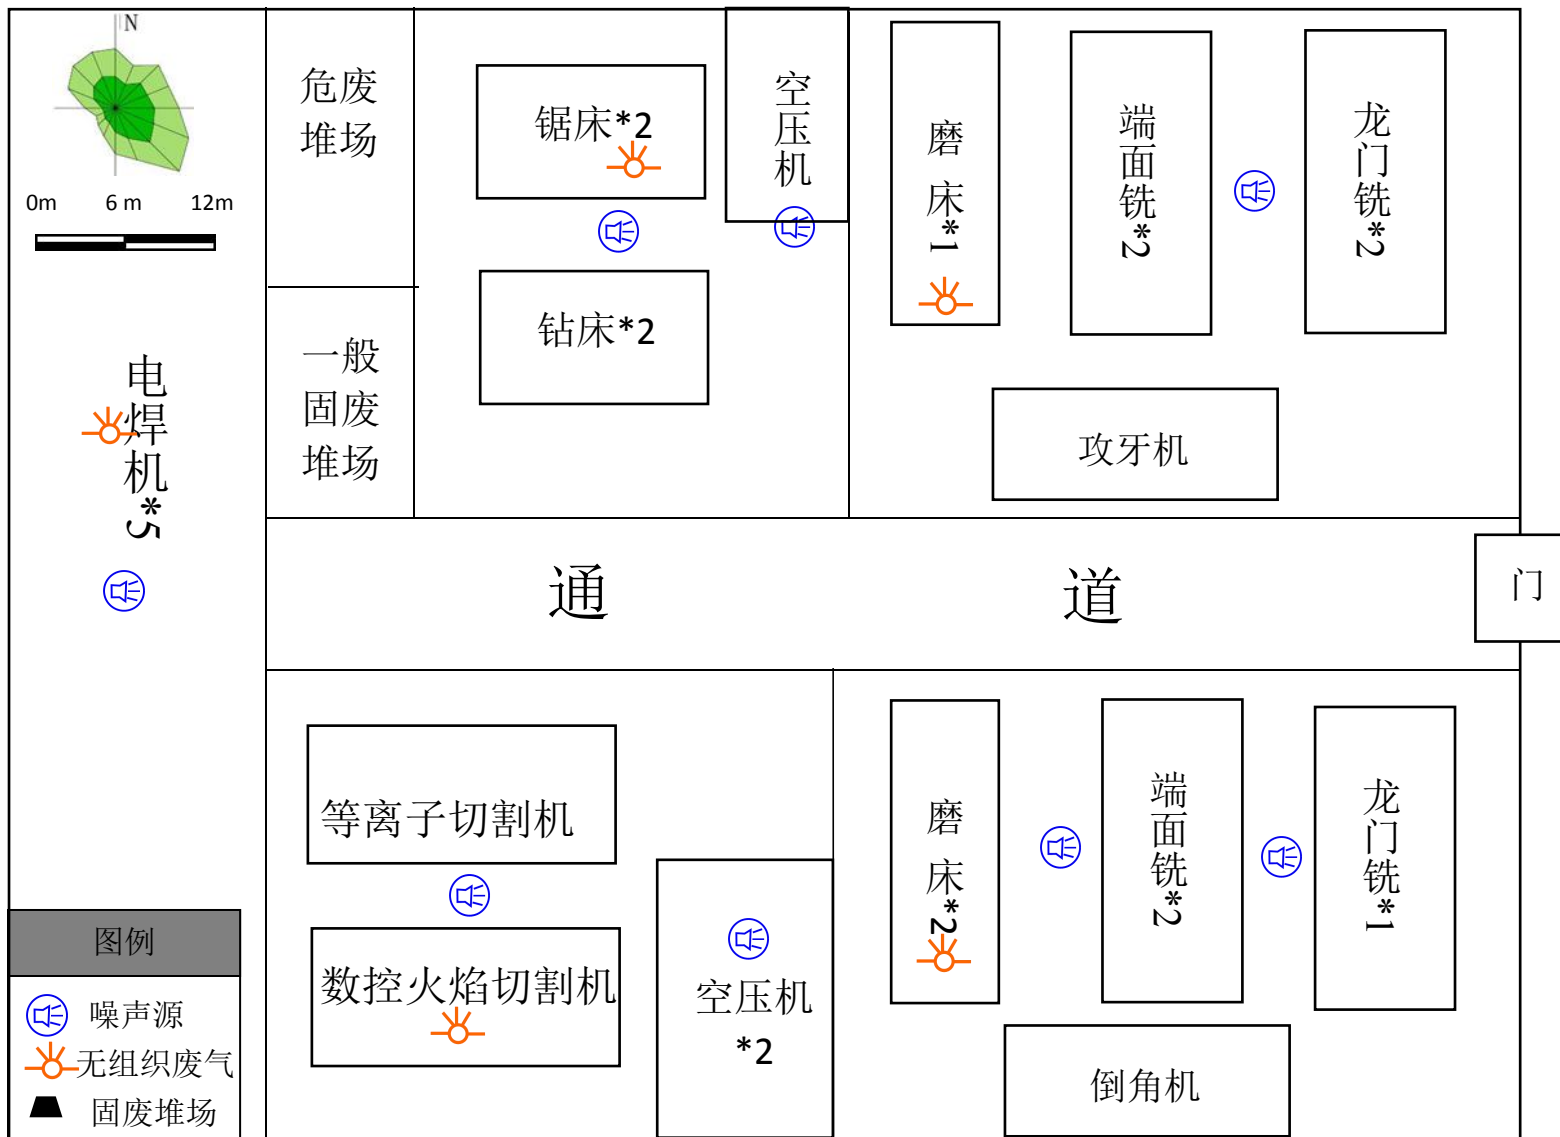 N
0m 6 m 12m
电焊机*5
危废
堆场
一般
固废
堆场
锯床*2
钻床*2
空压机
磨床*1
端面铣*2
龙门铣*2
攻牙机
通道
门
等离子切割机
数控火焰切割机
空压机
*2
磨床*2
端面铣*2
龙门铣*1
倒角机
图例
噪声源
无组织废气
固废堆场